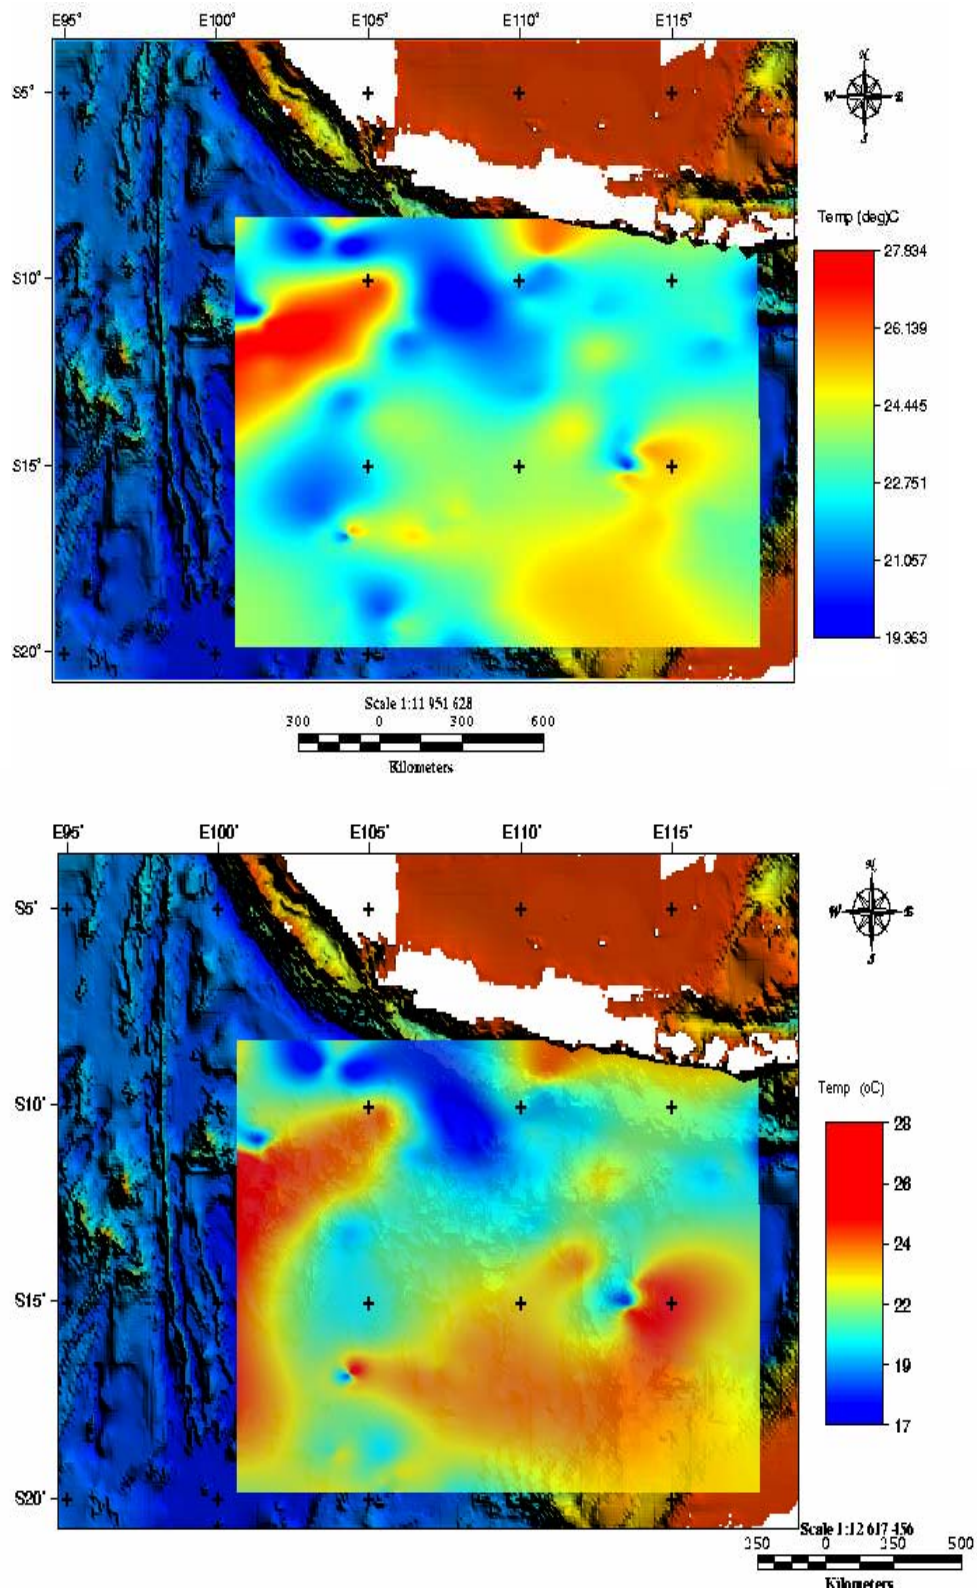 E95° E100° E105° E110° E115°
N
S5°
W E
S
Temp (deg)C
27.834
S10°
26.139
24.445
S15°
22.751
21.057
19.363
S20°
Scale 1:11 951 628
300 0 300 600
Kilometers
E95° E100° E105° E110° E115°
N
S5°
W E
S
Temp (oC)
S10°
28
26
24
S15°
22
19
17
S20°
Scale 1:12 617 456
250 0 250 500
Kilometers